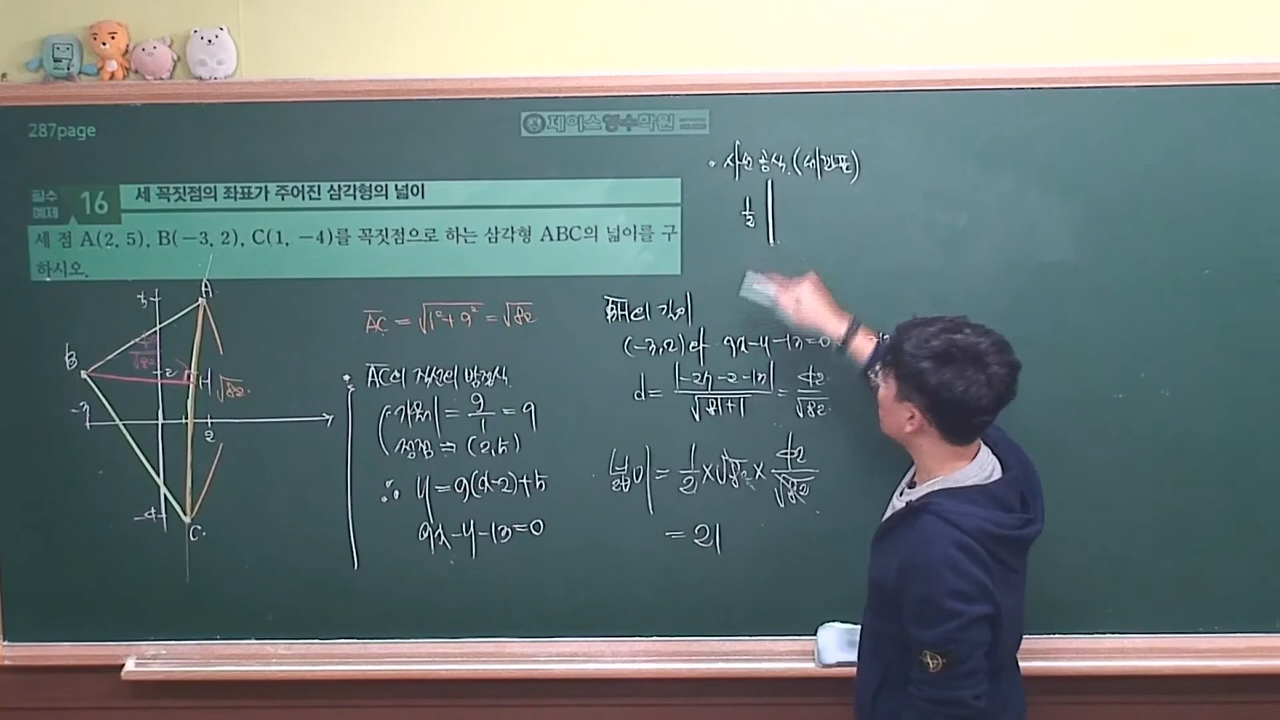 287page
제이스영수학원
필수 예제 16 세 꼭짓점의 좌표가 주어진 삼각형의 넓이
세 점 A(2, 5), B(−3, 2), C(1, −4)를 꼭짓점으로 하는 삼각형 ABC의 넓이를 구
하시오.
A
5
B
2
H
√82
-3
2
-4
C
AC = √(1²+9²) = √82
AC의 직선의 방정식
기울기 = 9/1 = 9
정점 ⇒ (2,5)
∴ y=9(x-2)+5
9x-y-13=0
BH의 길이
(-3,2)와 9x-y-13=0
d = |-27-2-13|/√(81+1) = 42/√82
넓이 = 1/2 × √82 × 42/√82
= 21
· 사선공식 (세좌표)
1/2